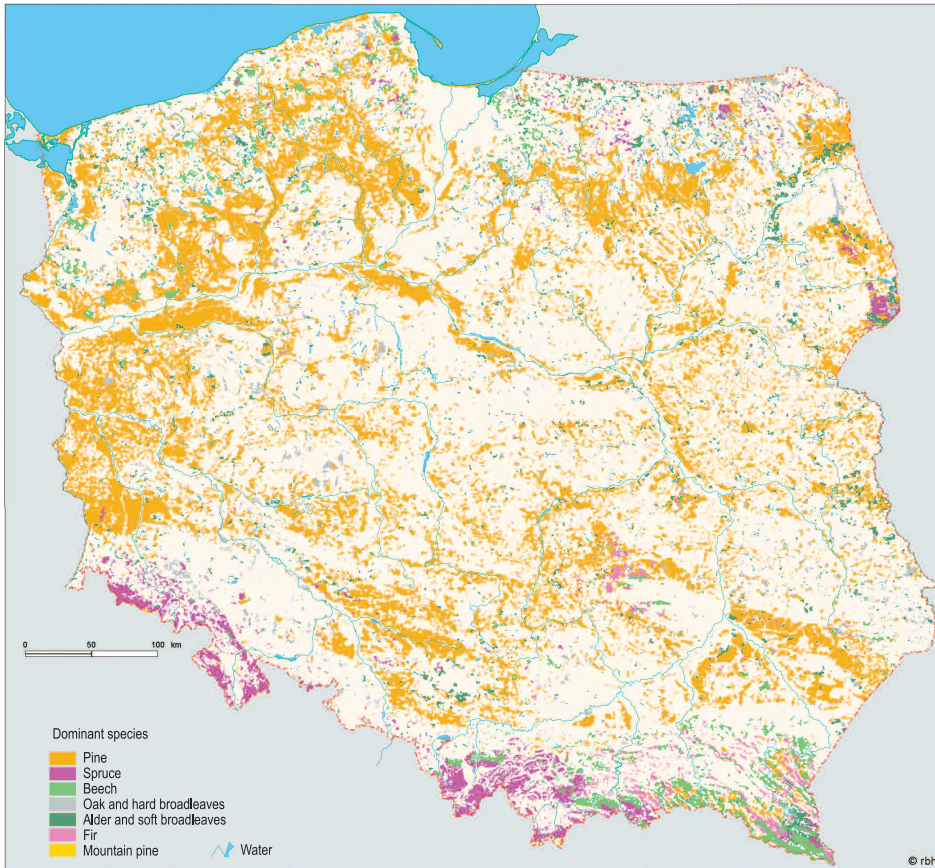 0 50 100 km
Dominant species
Pine
Spruce
Beech
Oak and hard broadleaves
Alder and soft broadleaves
Fir
Mountain pine
Water